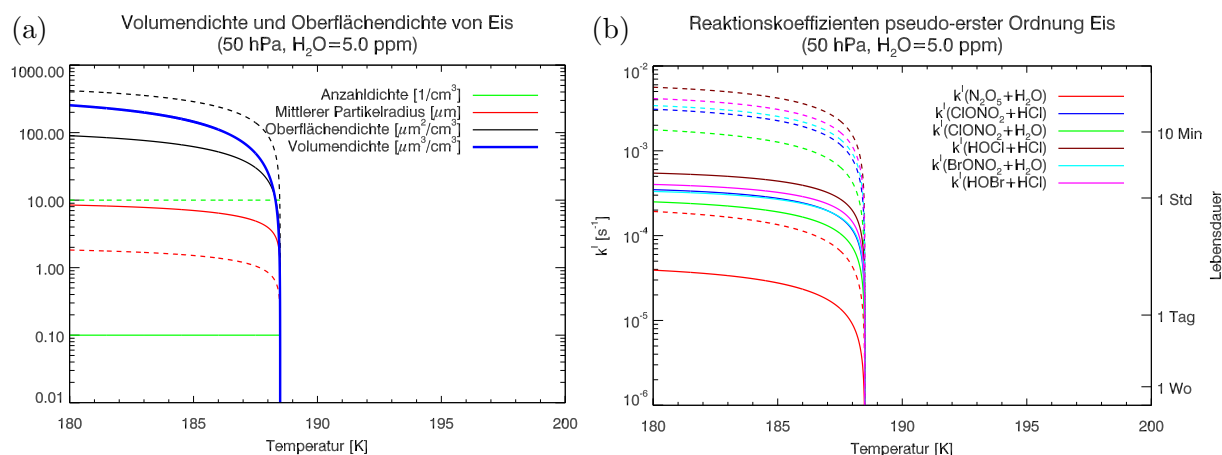 (a)
Volumendichte und Oberflächendichte von Eis
(50 hPa, H₂O=5.0 ppm)
1000.00
100.00
10.00
1.00
0.10
0.01
Anzahldichte [1/cm³]
Mittlerer Partikelradius [µm]
Oberflächendichte [µm²/cm³]
Volumendichte [µm³/cm³]
180
185
190
195
200
Temperatur [K]
(b)
Reaktionskoeffizienten pseudo-erster Ordnung Eis
(50 hPa, H₂O=5.0 ppm)
10⁻²
10⁻³
10⁻⁴
10⁻⁵
10⁻⁶
kᴵ [s⁻¹]
kᴵ(N₂O₅+H₂O)
kᴵ(ClONO₂+HCl)
kᴵ(ClONO₂+H₂O)
kᴵ(HOCl+HCl)
kᴵ(BrONO₂+H₂O)
kᴵ(HOBr+HCl)
10 Min
1 Std
1 Tag
1 Wo
Lebensdauer
180
185
190
195
200
Temperatur [K]